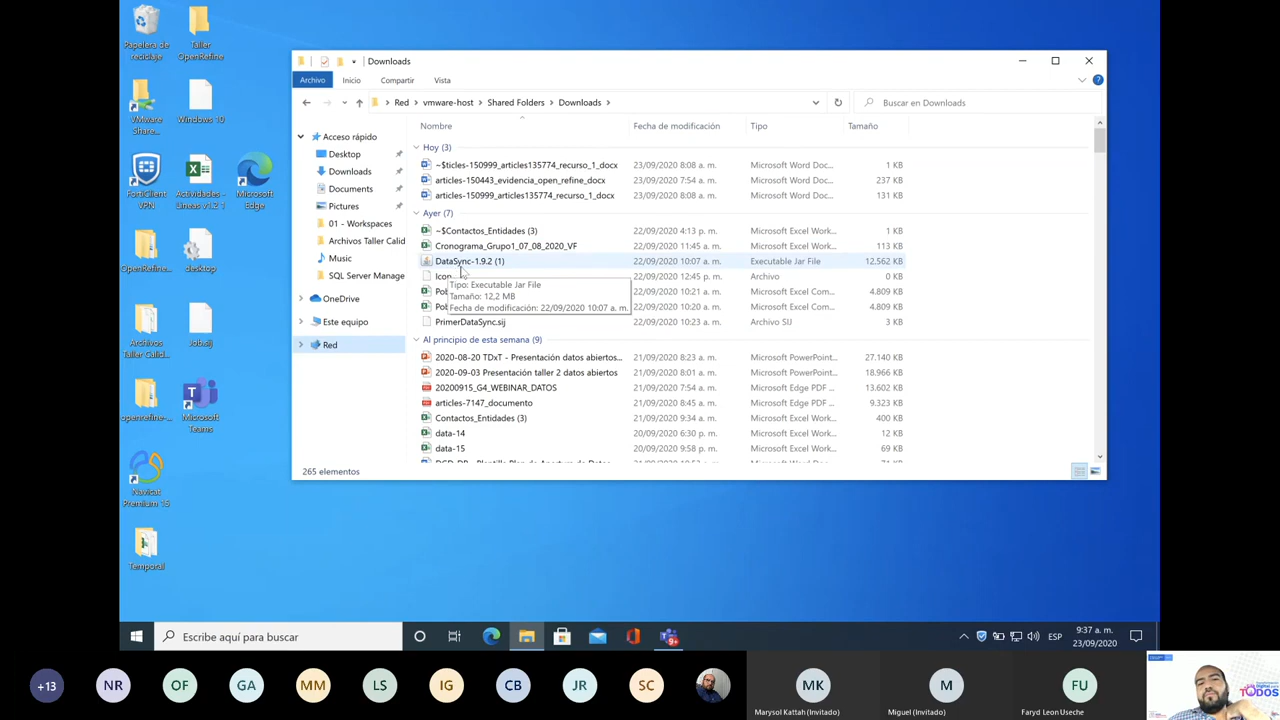 Papelera de
reciclaje
Taller
OpenRefine
VMware
Share...
Windows 10
FortiClient
VPN
Actividades -
Lineas v1.2 1
Microsoft
Edge
OpenRefine...
desktop
Archivos
Taller Calid...
Job.sij
openrefine-...
Microsoft
Teams
Navicat
Premium 15
Temporal
Downloads
Archivo Inicio Compartir Vista
Red > vmware-host > Shared Folders > Downloads >
Buscar en Downloads
Acceso rápido
Desktop
Downloads
Documents
Pictures
01 - Workspaces
Archivos Taller Calid
Music
SQL Server Manage
OneDrive
Este equipo
Red
Nombre Fecha de modificación Tipo Tamaño
Hoy (3)
~$ticles-150999_articles135774_recurso_1_docx 23/09/2020 8:08 a. m. Microsoft Word Doc... 1 KB
articles-150443_evidencia_open_refine_docx 23/09/2020 7:54 a. m. Microsoft Word Doc... 237 KB
articles-150999_articles135774_recurso_1_docx 23/09/2020 8:08 a. m. Microsoft Word Doc... 131 KB
Ayer (7)
~$Contactos_Entidades (3) 22/09/2020 4:13 p. m. Microsoft Excel Work... 1 KB
Cronograma_Grupo1_07_08_2020_VF 22/09/2020 11:45 a. m. Microsoft Excel Work... 113 KB
DataSync-1.9.2 (1) 22/09/2020 10:07 a. m. Executable Jar File 12.562 KB
Icon 22/09/2020 12:45 p. m. Archivo 0 KB
Pob 22/09/2020 10:21 a. m. Microsoft Excel Com... 4.809 KB
Pob 22/09/2020 10:20 a. m. Microsoft Excel Com... 4.809 KB
PrimerDataSync.sij 22/09/2020 10:23 a. m. Archivo SIJ 3 KB
Tipo: Executable Jar File
Tamaño: 12,2 MB
Fecha de modificación: 22/09/2020 10:07 a. m.
Al principio de esta semana (9)
2020-08-20 TDxT - Presentación datos abiertos... 21/09/2020 8:23 a. m. Microsoft PowerPoin... 27.140 KB
2020-09-03 Presentación taller 2 datos abiertos 21/09/2020 8:01 a. m. Microsoft PowerPoin... 18.966 KB
20200915_G4_WEBINAR_DATOS 21/09/2020 7:54 a. m. Microsoft Edge PDF ... 13.602 KB
articles-7147_documento 21/09/2020 8:45 a. m. Microsoft Edge PDF ... 9.323 KB
Contactos_Entidades (3) 21/09/2020 9:34 a. m. Microsoft Excel Work... 400 KB
data-14 20/09/2020 6:30 p. m. Microsoft Excel Work... 12 KB
data-15 20/09/2020 9:58 p. m. Microsoft Excel Work... 69 KB
265 elementos
Escribe aquí para buscar
9+
ESP
9:37 a. m.
23/09/2020
+13 NR OF GA MM LS IG CB JR SC MK M FU
Marysol Kattah (Invitado) Miguel (Invitado) Faryd Leon Useche
TODOS